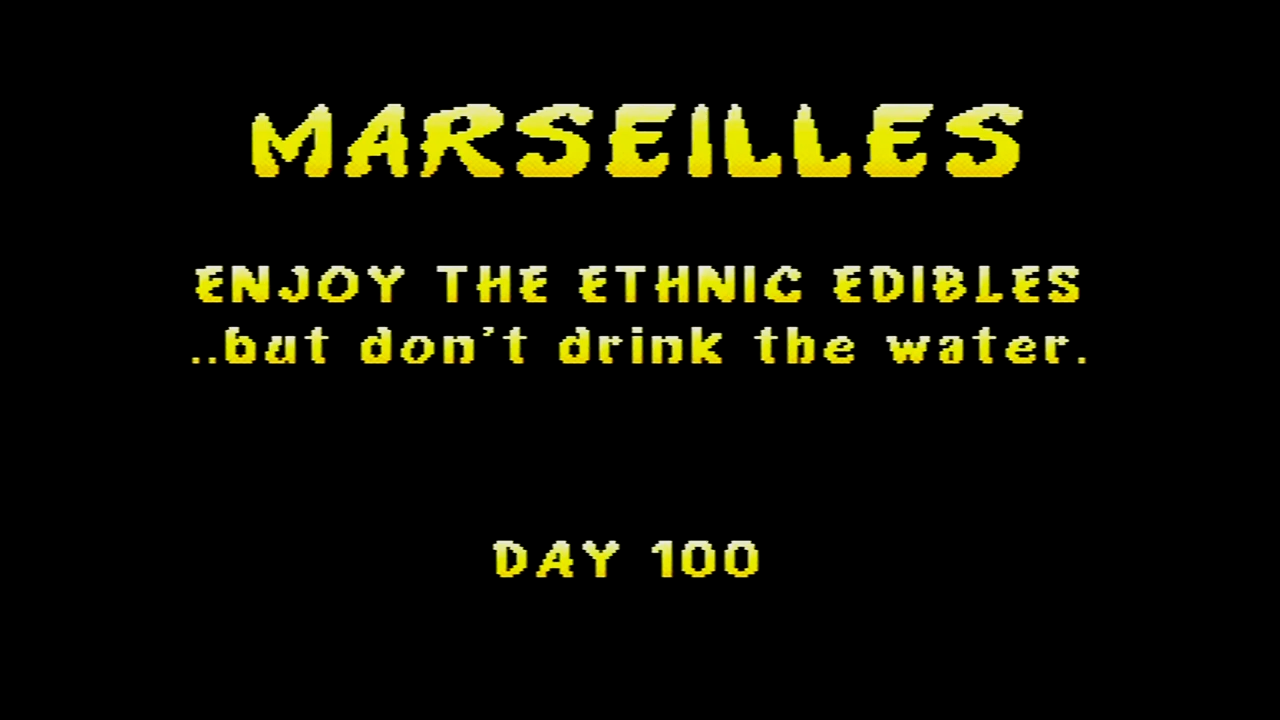 MARSEILLES
ENJOY THE ETHNIC EDIBLES
..but don't drink the water.
DAY 100